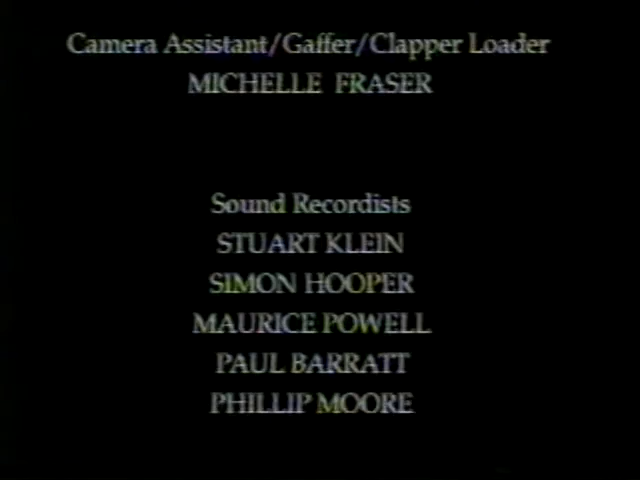 Camera Assistant/Gaffer/Clapper Loader
MICHELLE FRASER
Sound Recordists
STUART KLEIN
SIMON HOOPER
MAURICE POWELL
PAUL BARRATT
PHILLIP MOORE